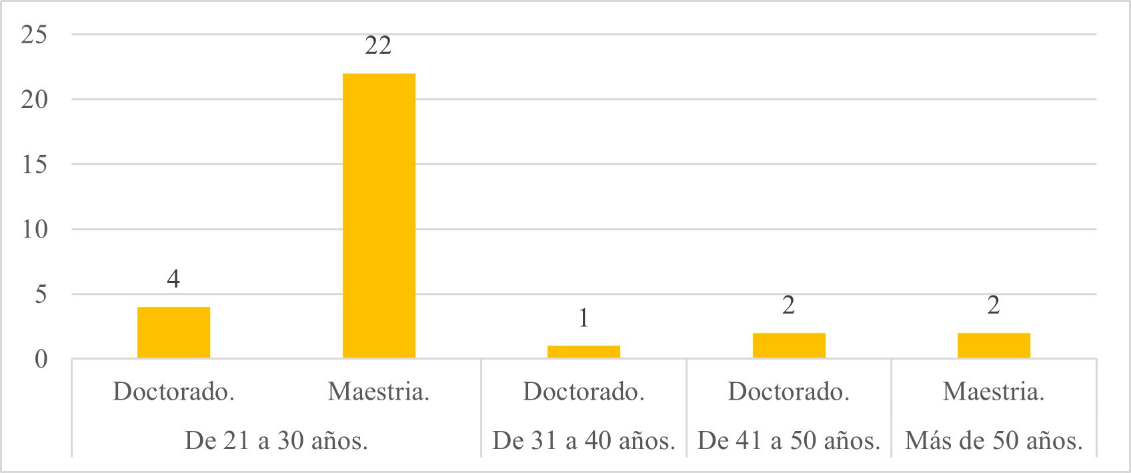 25
20
15
10
5
0
4
22
1
2
2
Doctorado.
Maestria.
Doctorado.
Doctorado.
Maestria.
De 21 a 30 años.
De 31 a 40 años.
De 41 a 50 años.
Más de 50 años.